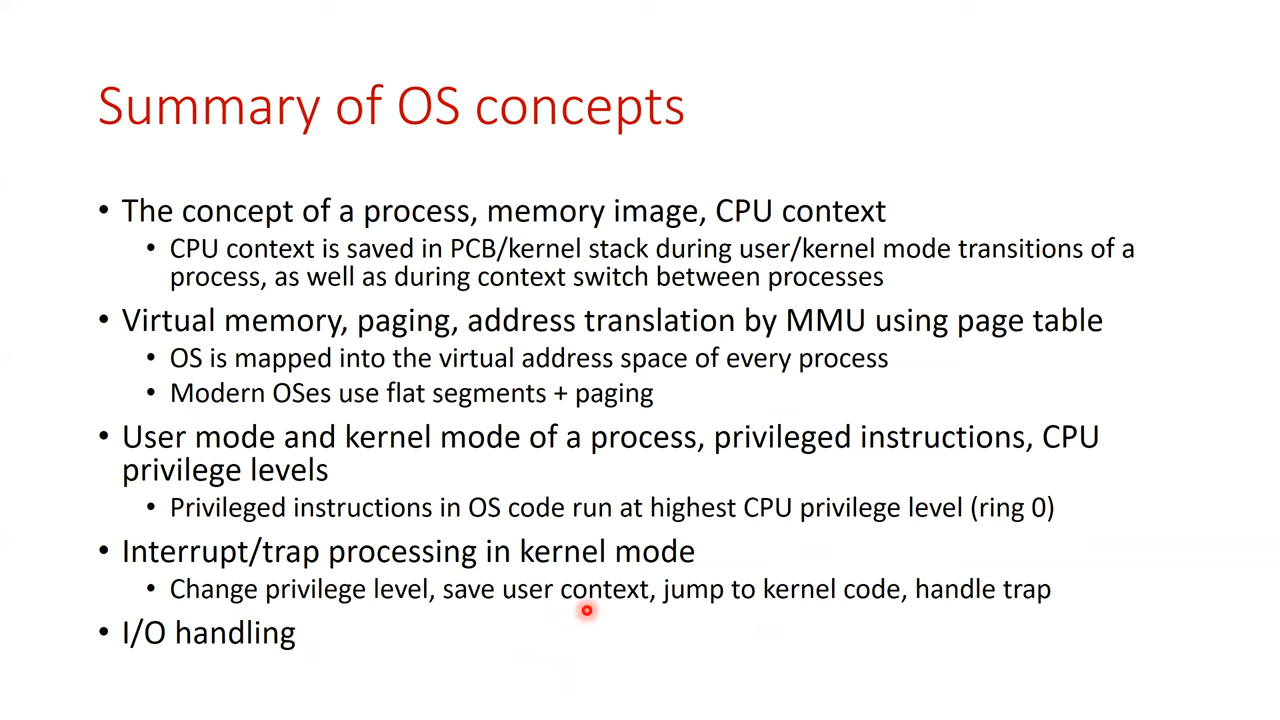 Summary of OS concepts
• The concept of a process, memory image, CPU context
• CPU context is saved in PCB/kernel stack during user/kernel mode transitions of a
process, as well as during context switch between processes
• Virtual memory, paging, address translation by MMU using page table
• OS is mapped into the virtual address space of every process
• Modern OSes use flat segments + paging
• User mode and kernel mode of a process, privileged instructions, CPU
privilege levels
• Privileged instructions in OS code run at highest CPU privilege level (ring 0)
• Interrupt/trap processing in kernel mode
• Change privilege level, save user context, jump to kernel code, handle trap
• I/O handling